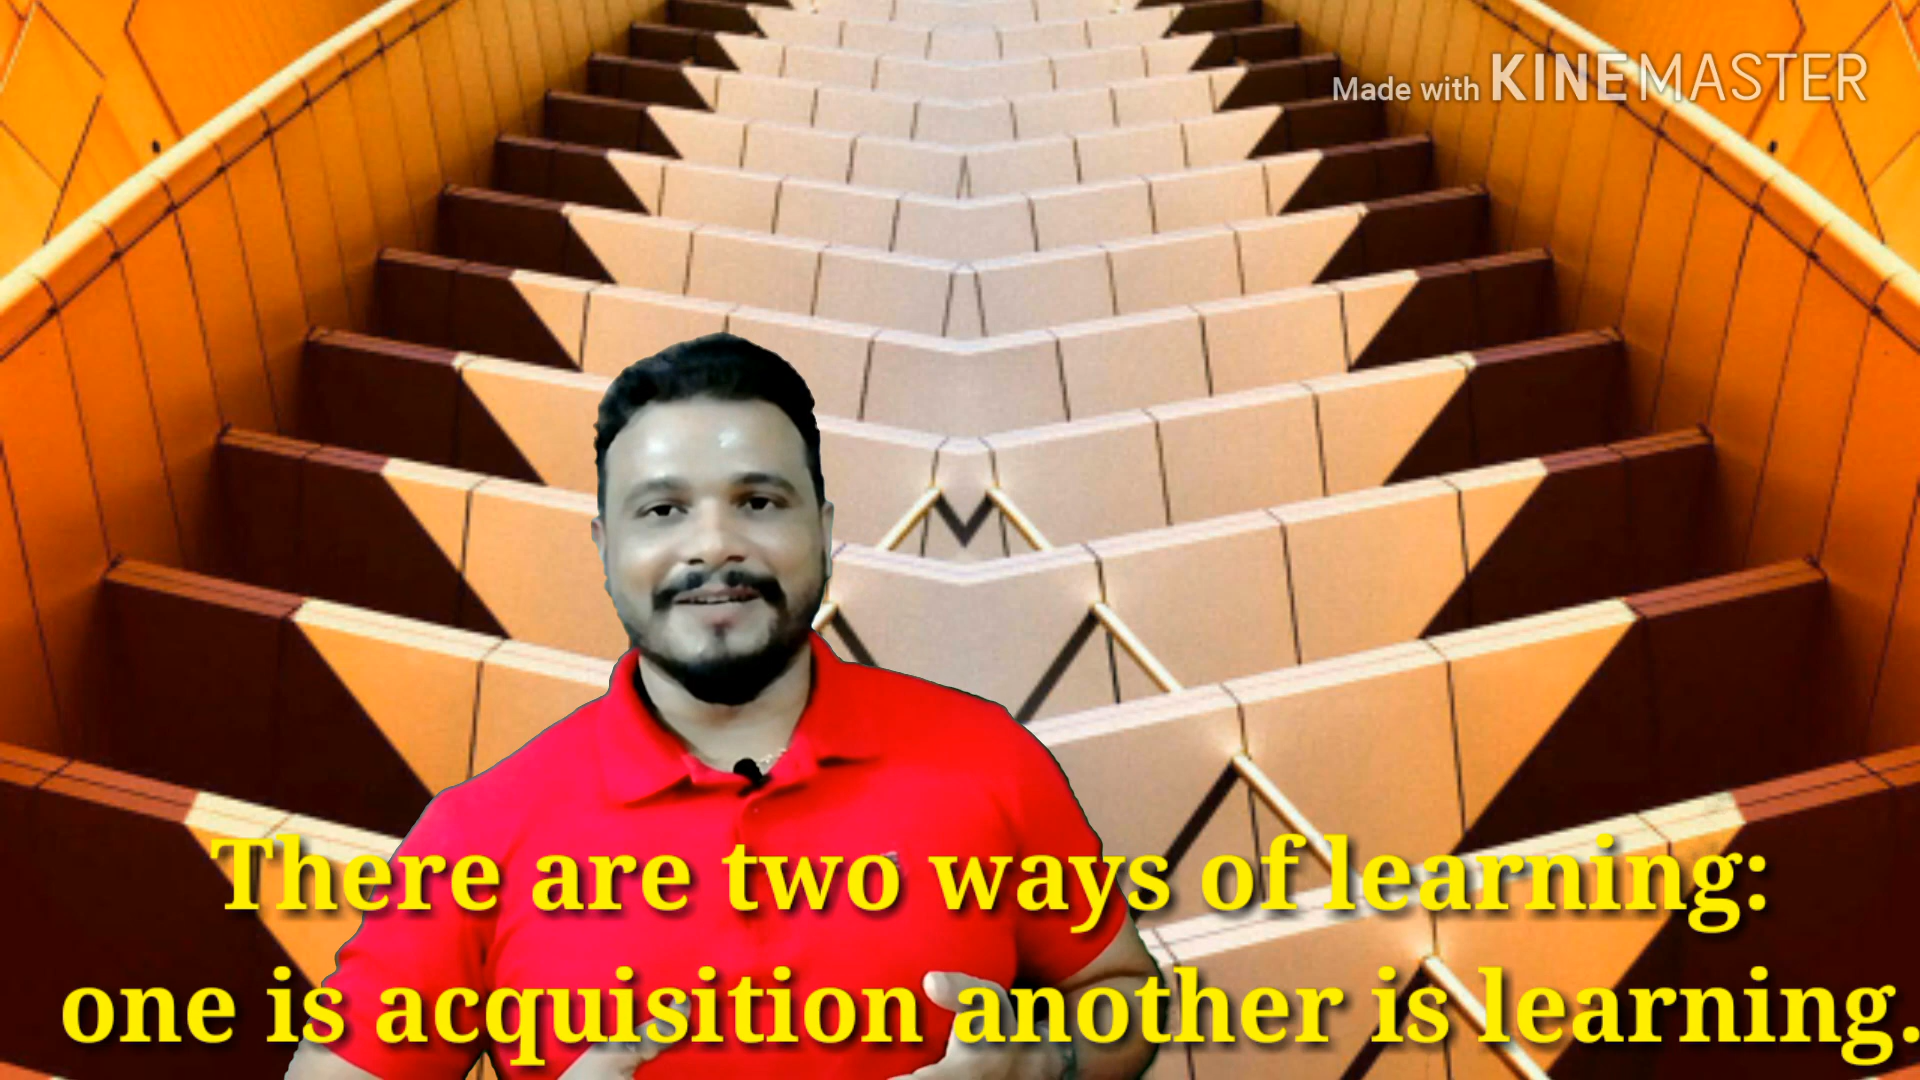 Made with KINEMASTER
There are two ways of learning:
one is acquisition another is learning.